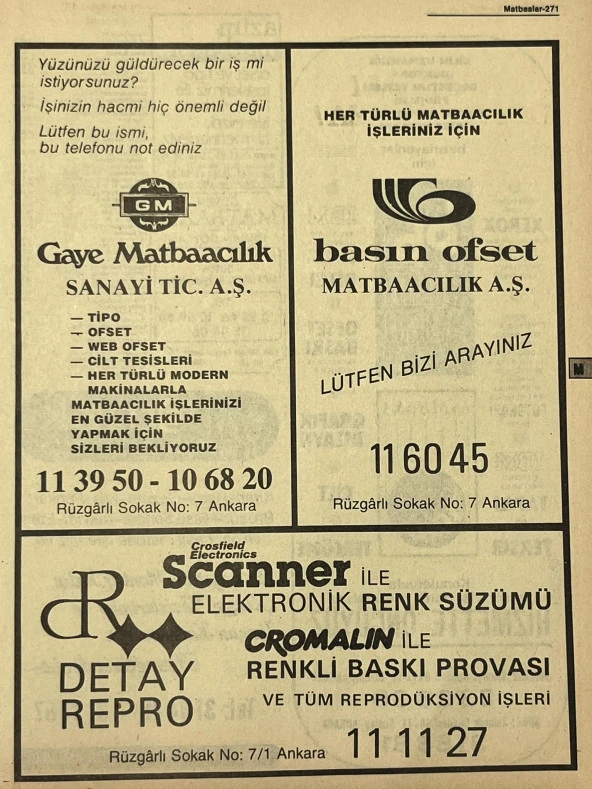 Matbaalar-271
Yüzünüzü güldürecek bir iş mi
istiyorsunuz?
İşinizin hacmi hiç önemli değil
Lütfen bu ismi,
bu telefonu not ediniz
GM
Gaye Matbaacılık
SANAYİ TİC. A.Ş.
— TİPO
— OFSET
— WEB OFSET
— CİLT TESİSLERİ
— HER TÜRLÜ MODERN
MAKİNALARLA
MATBAACILIK İŞLERİNİZİ
EN GÜZEL ŞEKİLDE
YAPMAK İÇİN
SİZLERİ BEKLİYORUZ
11 39 50 - 10 68 20
Rüzgârlı Sokak No: 7 Ankara
HER TÜRLÜ MATBAACILIK
İŞLERİNİZ İÇİN
basın ofset
MATBAACILIK A.Ş.
LÜTFEN BİZİ ARAYINIZ
11 60 45
Rüzgârlı Sokak No: 7 Ankara
M
dR
DETAY
REPRO
Crosfield
Electronics
Scanner İLE
ELEKTRONİK RENK SÜZÜMÜ
CROMALIN İLE
RENKLİ BASKI PROVASI
VE TÜM REPRODÜKSİYON İŞLERİ
Rüzgârlı Sokak No: 7/1 Ankara 11 11 27